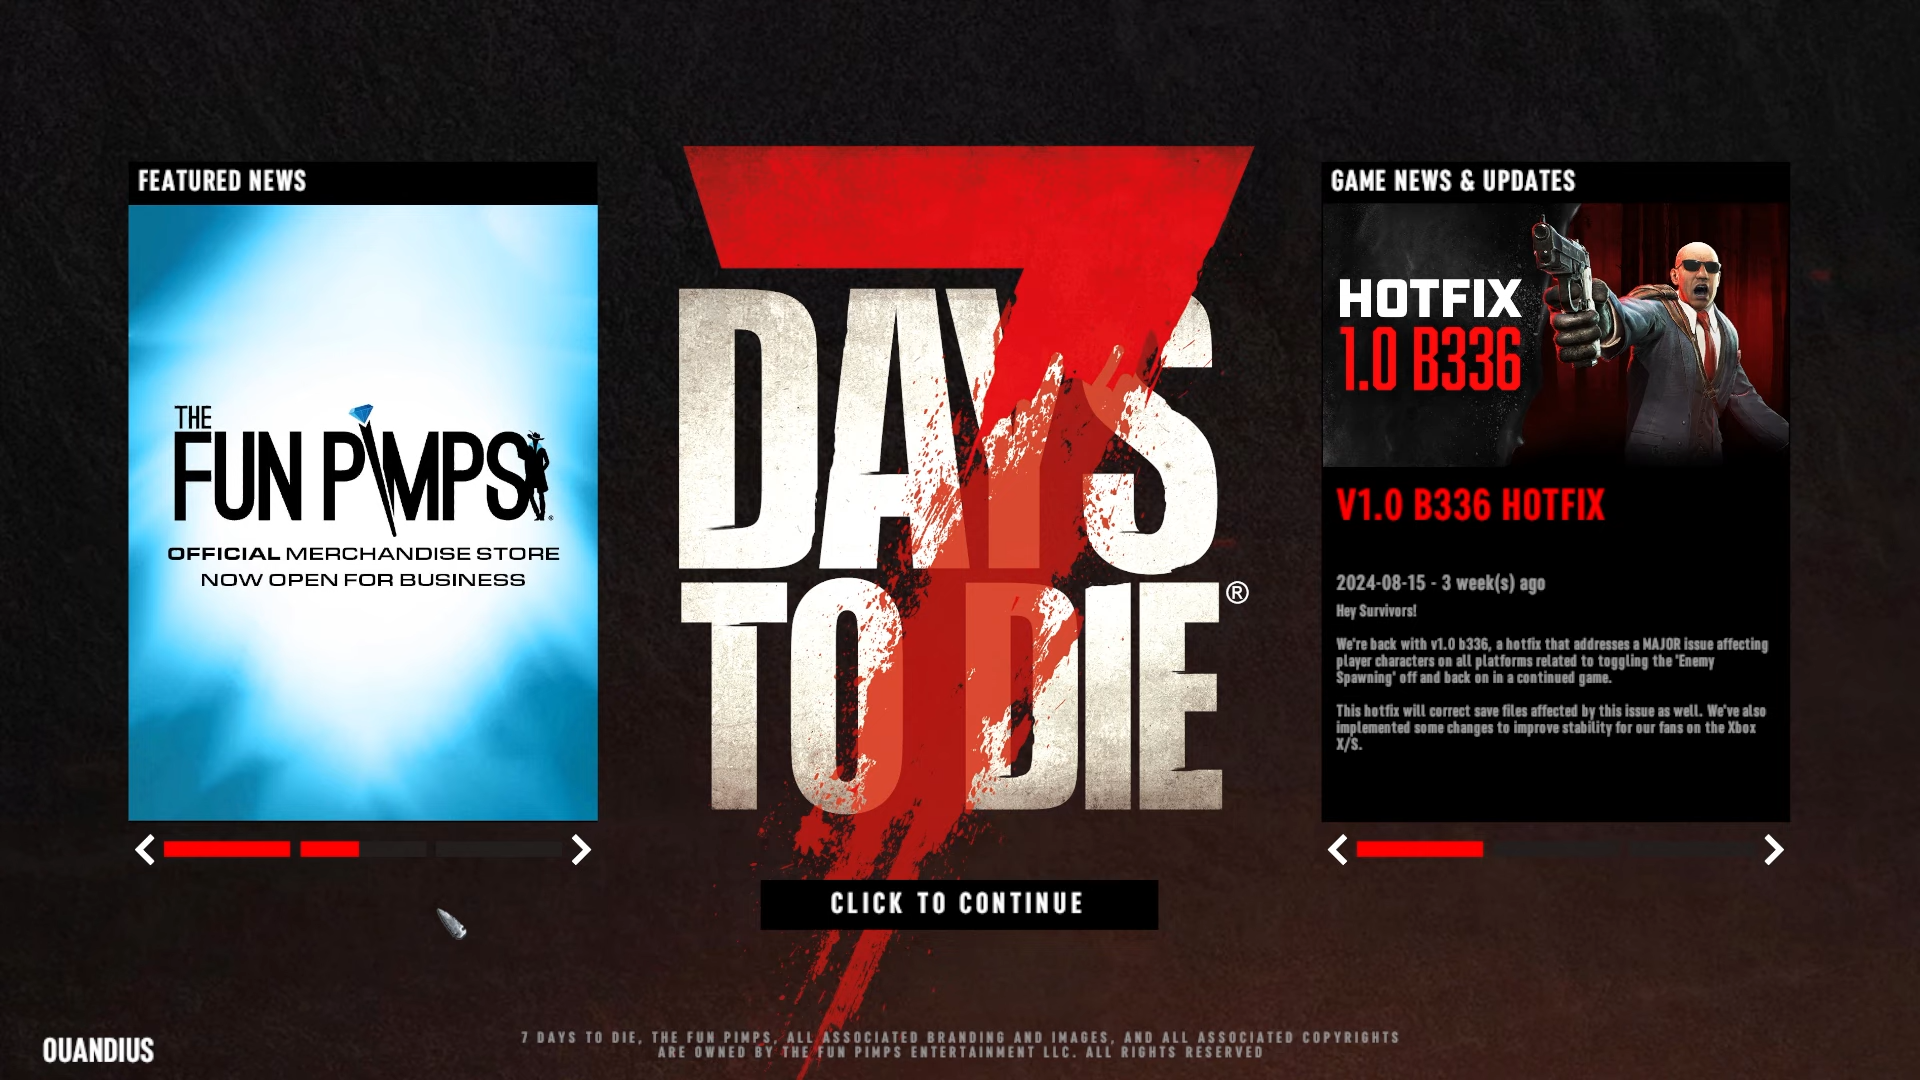 FEATURED NEWS
THE
FUN PIMPS
OFFICIAL MERCHANDISE STORE
NOW OPEN FOR BUSINESS
7
DAYS
TO DIE®
CLICK TO CONTINUE
GAME NEWS & UPDATES
HOTFIX
1.0 B336
V1.0 B336 HOTFIX
2024-08-15 - 3 week(s) ago
Hey Survivors!
We're back with v1.0 b336, a hotfix that addresses a MAJOR issue affecting
player characters on all platforms related to toggling the 'Enemy
Spawning' off and back on in a continued game.
This hotfix will correct save files affected by this issue as well. We've also
implemented some changes to improve stability for our fans on the Xbox
X/S.
OUANDIUS
7 DAYS TO DIE, THE FUN PIMPS, ALL ASSOCIATED BRANDING AND IMAGES, AND ALL ASSOCIATED COPYRIGHTS
ARE OWNED BY THE FUN PIMPS ENTERTAINMENT LLC. ALL RIGHTS RESERVED